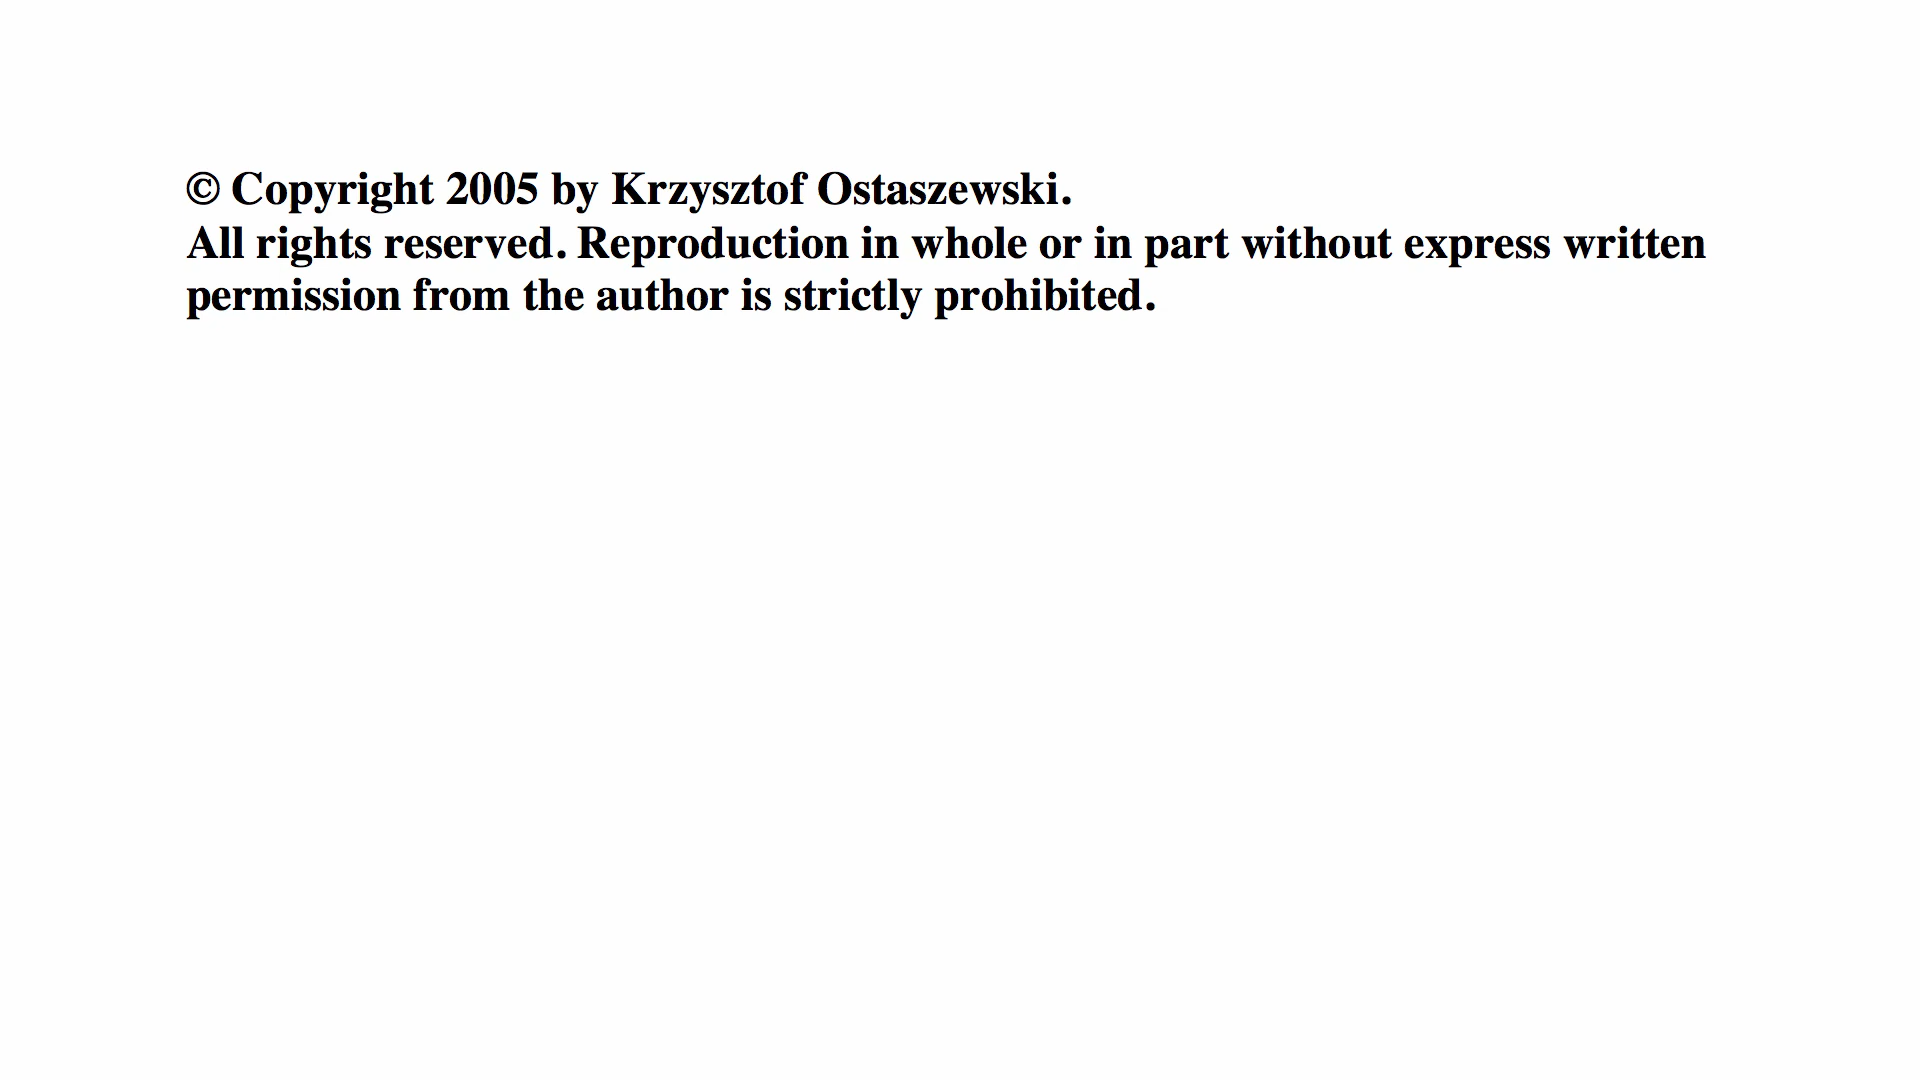 © Copyright 2005 by Krzysztof Ostaszewski.
All rights reserved. Reproduction in whole or in part without express written
permission from the author is strictly prohibited.